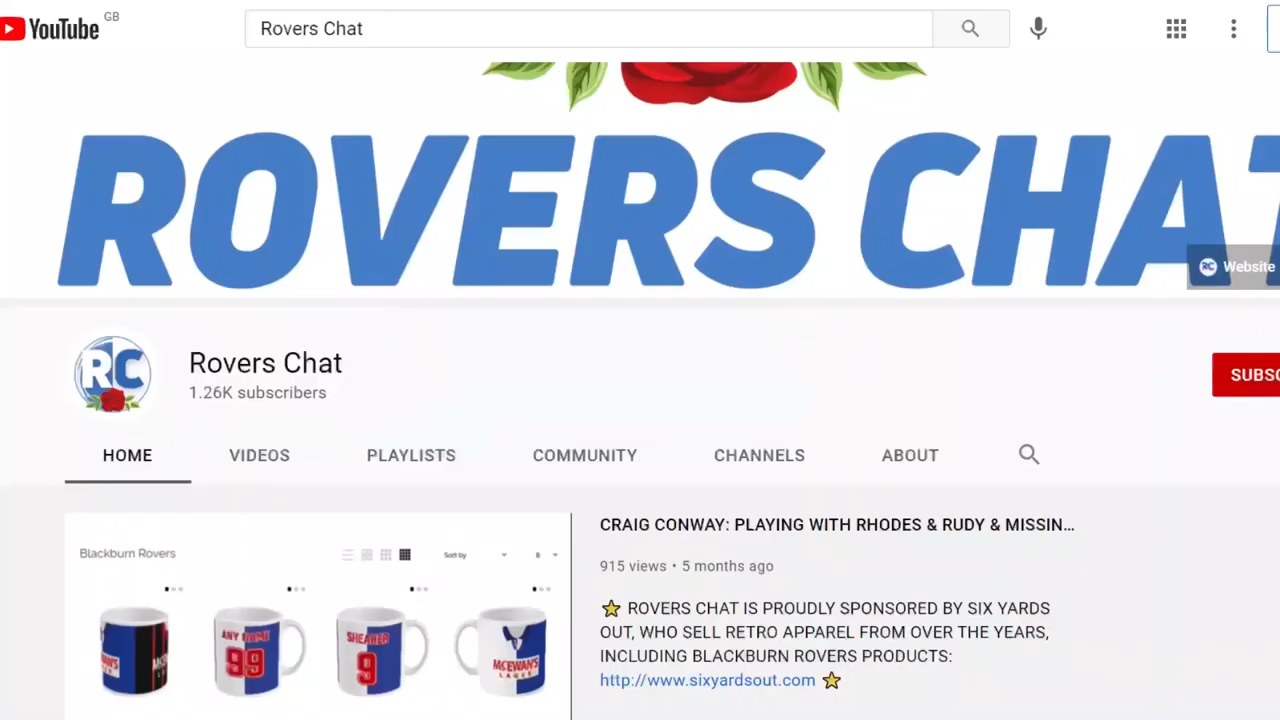 YouTube GB
Rovers Chat
ROVERS CHAT
Website
RC
Rovers Chat
1.26K subscribers
SUBSC
HOME VIDEOS PLAYLISTS COMMUNITY CHANNELS ABOUT
CRAIG CONWAY: PLAYING WITH RHODES & RUDY & MISSIN…
Blackburn Rovers
Sort by
915 views • 5 months ago
ROVERS CHAT IS PROUDLY SPONSORED BY SIX YARDS
OUT, WHO SELL RETRO APPAREL FROM OVER THE YEARS,
INCLUDING BLACKBURN ROVERS PRODUCTS:
http://www.sixyardsout.com
ANY NAME
99
SHEARER
9
McEWAN'S
LAGER